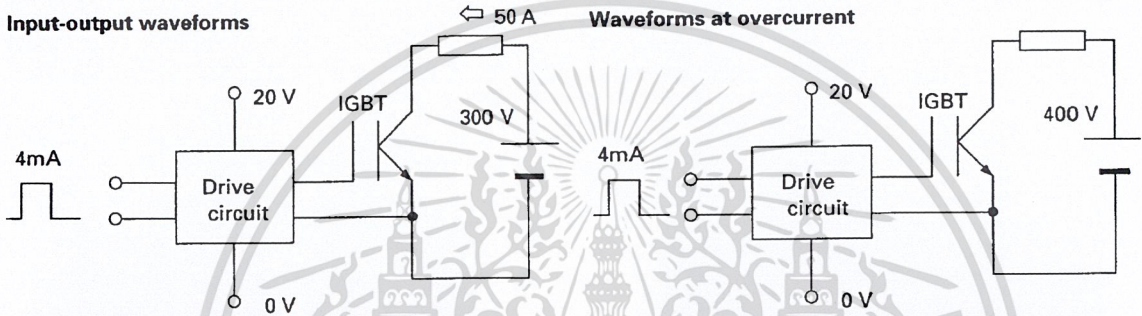 Input-output waveforms
50 A
20 V
IGBT
300 V
4mA
Drive
circuit
0 V
Waveforms at overcurrent
20 V
IGBT
400 V
4mA
Drive
circuit
0 V